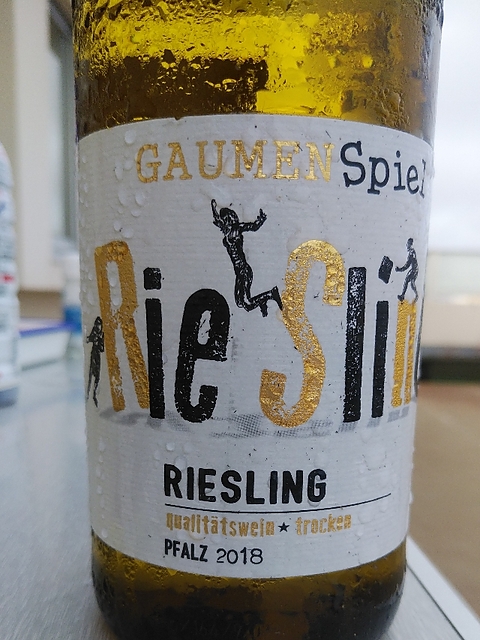 GAUMENSpiel
RieSlin
RIESLING
qualitätswein ★ trocken
PFALZ 2018